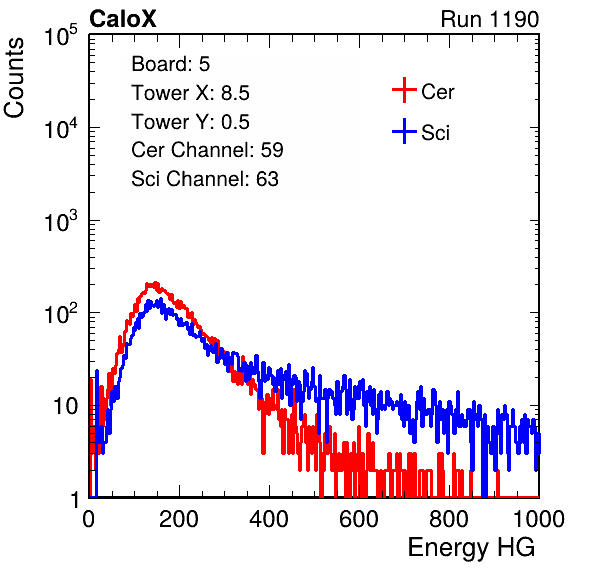 CaloX Run 1190
Counts
10^5
10^4
10^3
10^2
10
1
Board: 5
Tower X: 8.5
Tower Y: 0.5
Cer Channel: 59
Sci Channel: 63
Cer
Sci
0 200 400 600 800 1000
Energy HG